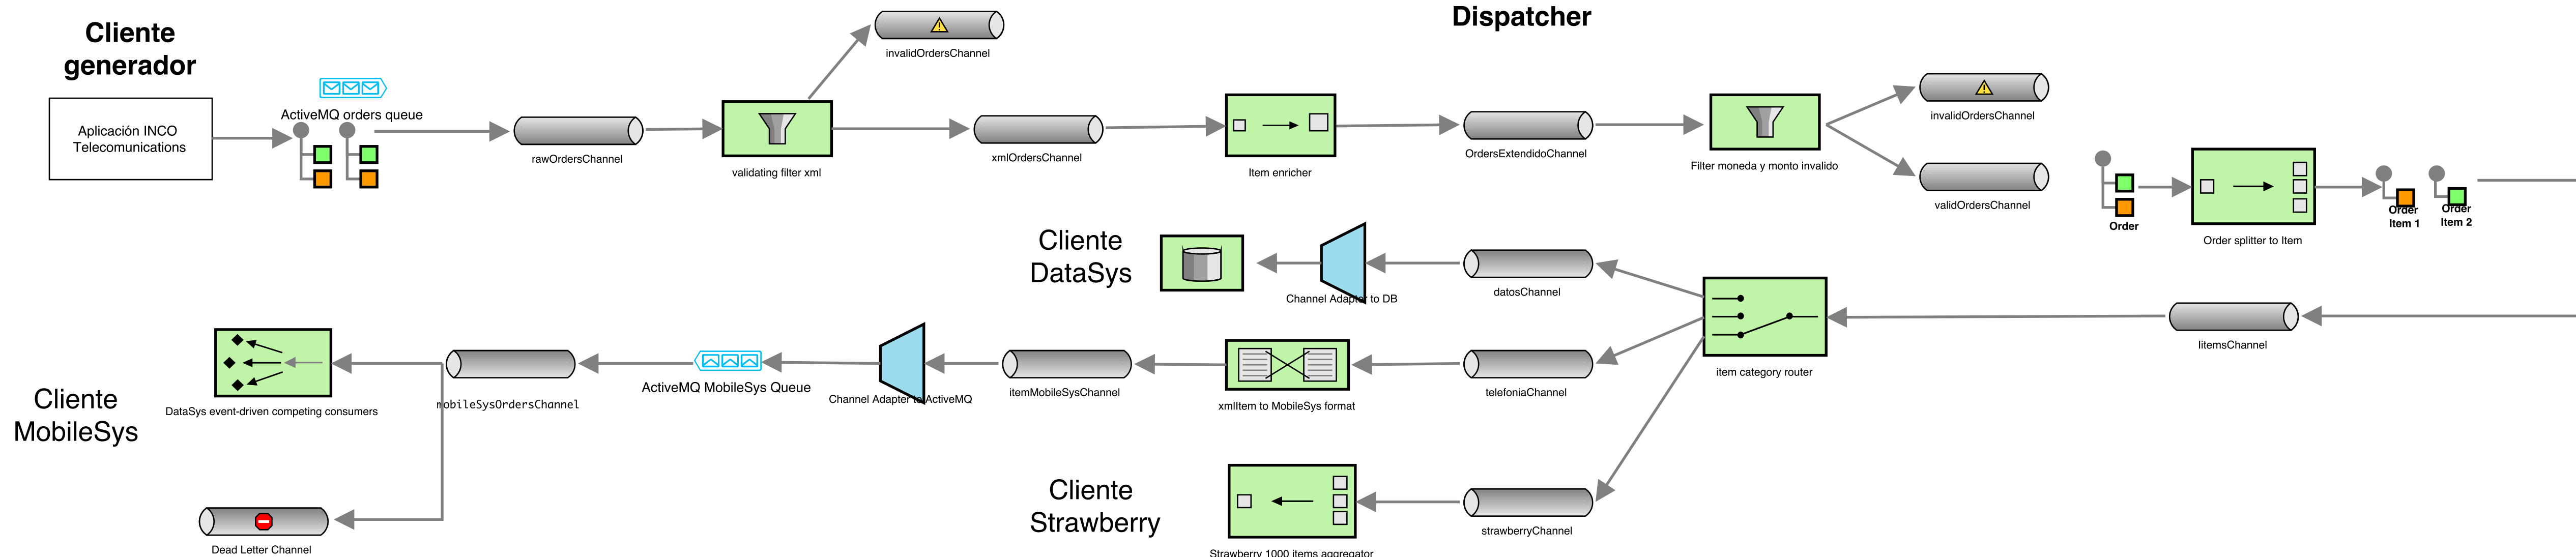 Dispatcher
Cliente
generador
invalidOrdersChannel
ActiveMQ orders queue
Aplicación INCO
Telecomunications
rawOrdersChannel
validating filter xml
xmlOrdersChannel
Item enricher
OrdersExtendidoChannel
Filter moneda y monto invalido
invalidOrdersChannel
validOrdersChannel
Order
Order splitter to Item
Order
Item 1
Order
Item 2
Cliente
DataSys
Channel Adapter to DB
datosChannel
item category router
IitemsChannel
Cliente
MobileSys
DataSys event-driven competing consumers
mobileSysOrdersChannel
ActiveMQ MobileSys Queue
Channel Adapter to ActiveMQ
itemMobileSysChannel
xmlItem to MobileSys format
telefoniaChannel
Cliente
Strawberry
strawberryChannel
Dead Letter Channel
Strawberry 1000 items aggregator